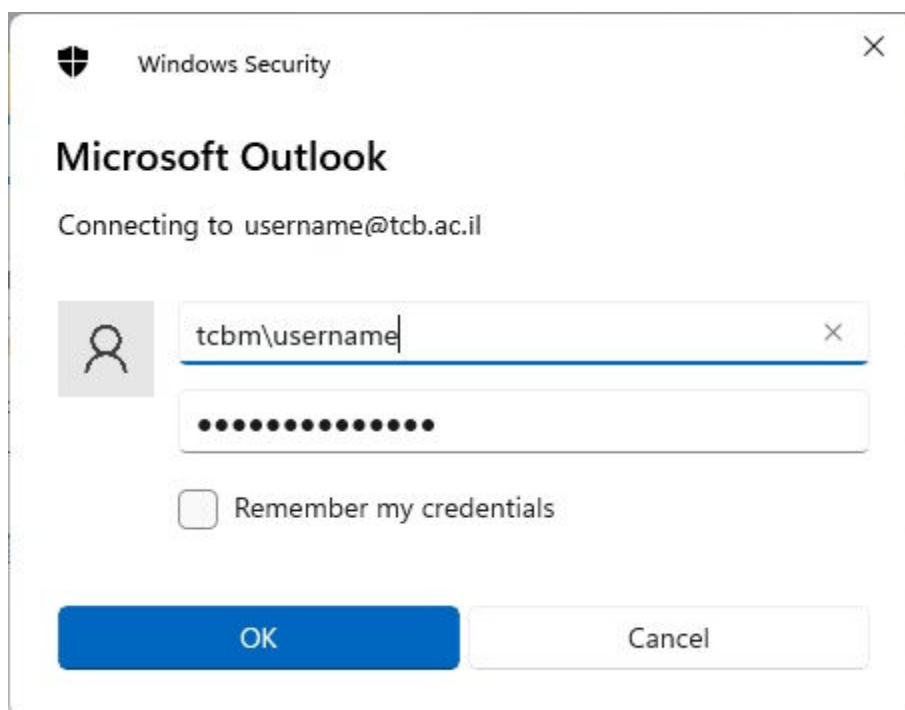 Windows Security
Microsoft Outlook
Connecting to username@tcb.ac.il
tcbm\username
••••••••••••••
Remember my credentials
OK
Cancel